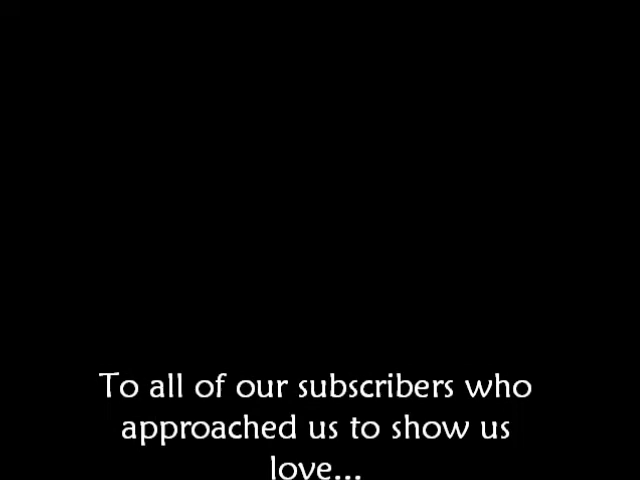 To all of our subscribers who
approached us to show us
love...